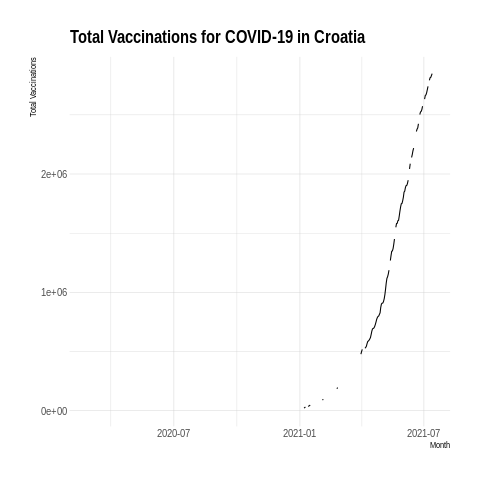 Total Vaccinations for COVID-19 in Croatia
Total Vaccinations
2e+06
1e+06
0e+00
2020-07
2021-01
2021-07
Month